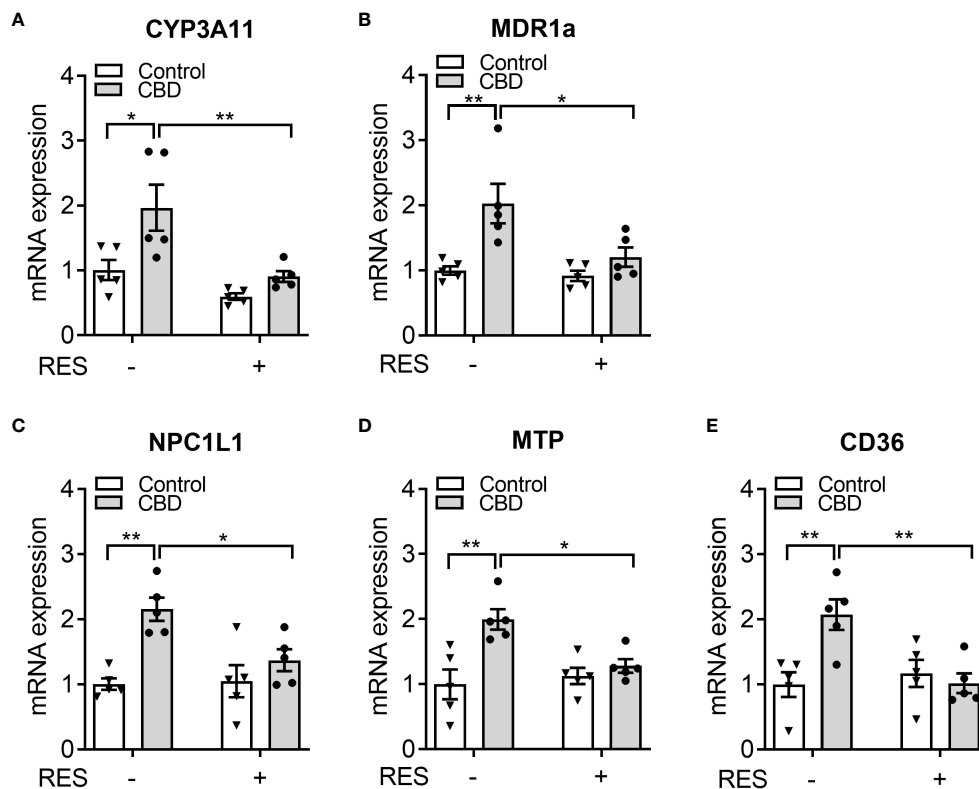 A
CYP3A11
Control
CBD
mRNA expression
4
3
2
1
0
*
**
RES
-
+
B
MDR1a
Control
CBD
mRNA expression
4
3
2
1
0
**
*
RES
-
+
C
NPC1L1
Control
CBD
mRNA expression
4
3
2
1
0
**
*
RES
-
+
D
MTP
Control
CBD
mRNA expression
4
3
2
1
0
**
*
RES
-
+
E
CD36
Control
CBD
mRNA expression
4
3
2
1
0
**
**
RES
-
+